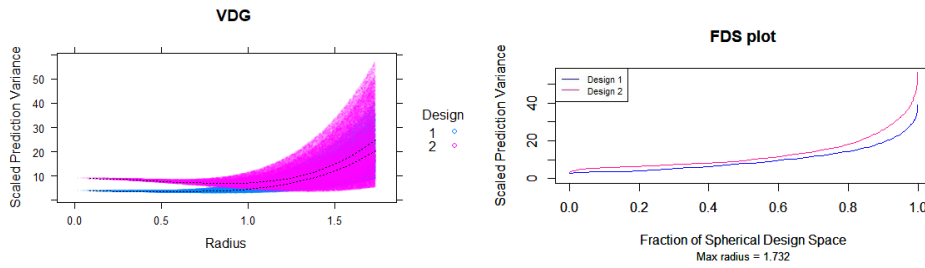 VDG
Scaled Prediction Variance
50
40
30
20
10
0.0
0.5
1.0
1.5
Radius
Design
1
2
FDS plot
Scaled Prediction Variance
40
20
0
Design 1
Design 2
0.0
0.2
0.4
0.6
0.8
1.0
Fraction of Spherical Design Space
Max radius = 1.732